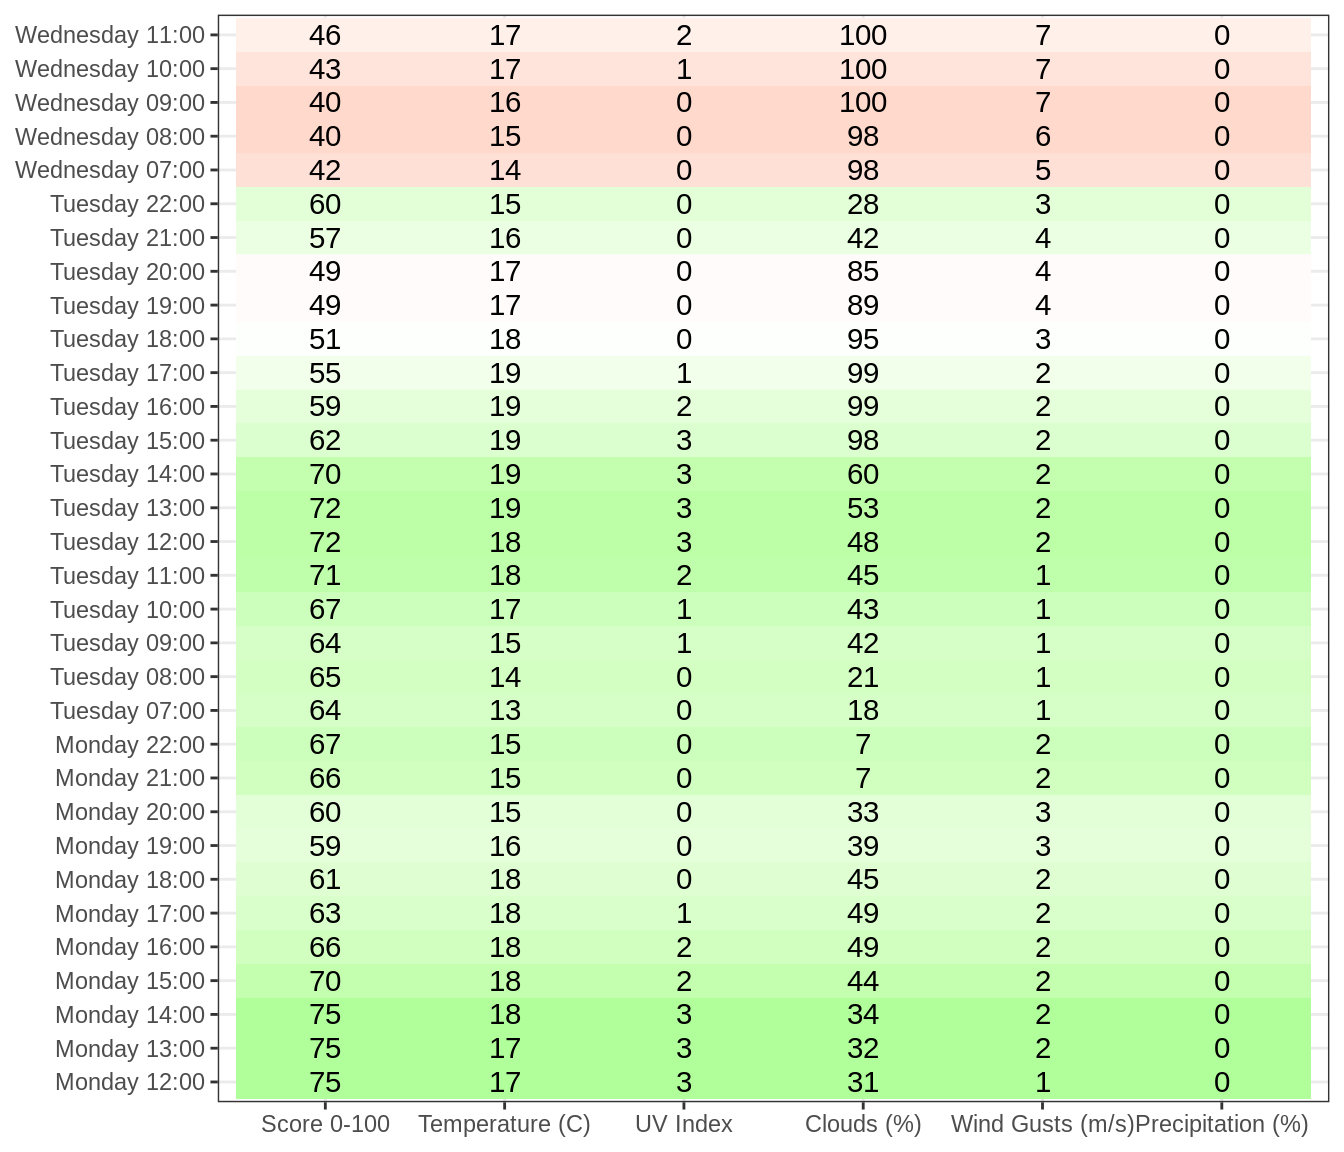 Wednesday 11:00 46 17 2 100 7 0
Wednesday 10:00 43 17 1 100 7 0
Wednesday 09:00 40 16 0 100 7 0
Wednesday 08:00 40 15 0 98 6 0
Wednesday 07:00 42 14 0 98 5 0
Tuesday 22:00 60 15 0 28 3 0
Tuesday 21:00 57 16 0 42 4 0
Tuesday 20:00 49 17 0 85 4 0
Tuesday 19:00 49 17 0 89 4 0
Tuesday 18:00 51 18 0 95 3 0
Tuesday 17:00 55 19 1 99 2 0
Tuesday 16:00 59 19 2 99 2 0
Tuesday 15:00 62 19 3 98 2 0
Tuesday 14:00 70 19 3 60 2 0
Tuesday 13:00 72 19 3 53 2 0
Tuesday 12:00 72 18 3 48 2 0
Tuesday 11:00 71 18 2 45 1 0
Tuesday 10:00 67 17 1 43 1 0
Tuesday 09:00 64 15 1 42 1 0
Tuesday 08:00 65 14 0 21 1 0
Tuesday 07:00 64 13 0 18 1 0
Monday 22:00 67 15 0 7 2 0
Monday 21:00 66 15 0 7 2 0
Monday 20:00 60 15 0 33 3 0
Monday 19:00 59 16 0 39 3 0
Monday 18:00 61 18 0 45 2 0
Monday 17:00 63 18 1 49 2 0
Monday 16:00 66 18 2 49 2 0
Monday 15:00 70 18 2 44 2 0
Monday 14:00 75 18 3 34 2 0
Monday 13:00 75 17 3 32 2 0
Monday 12:00 75 17 3 31 1 0
Score 0-100 Temperature (C) UV Index Clouds (%) Wind Gusts (m/s) Precipitation (%)